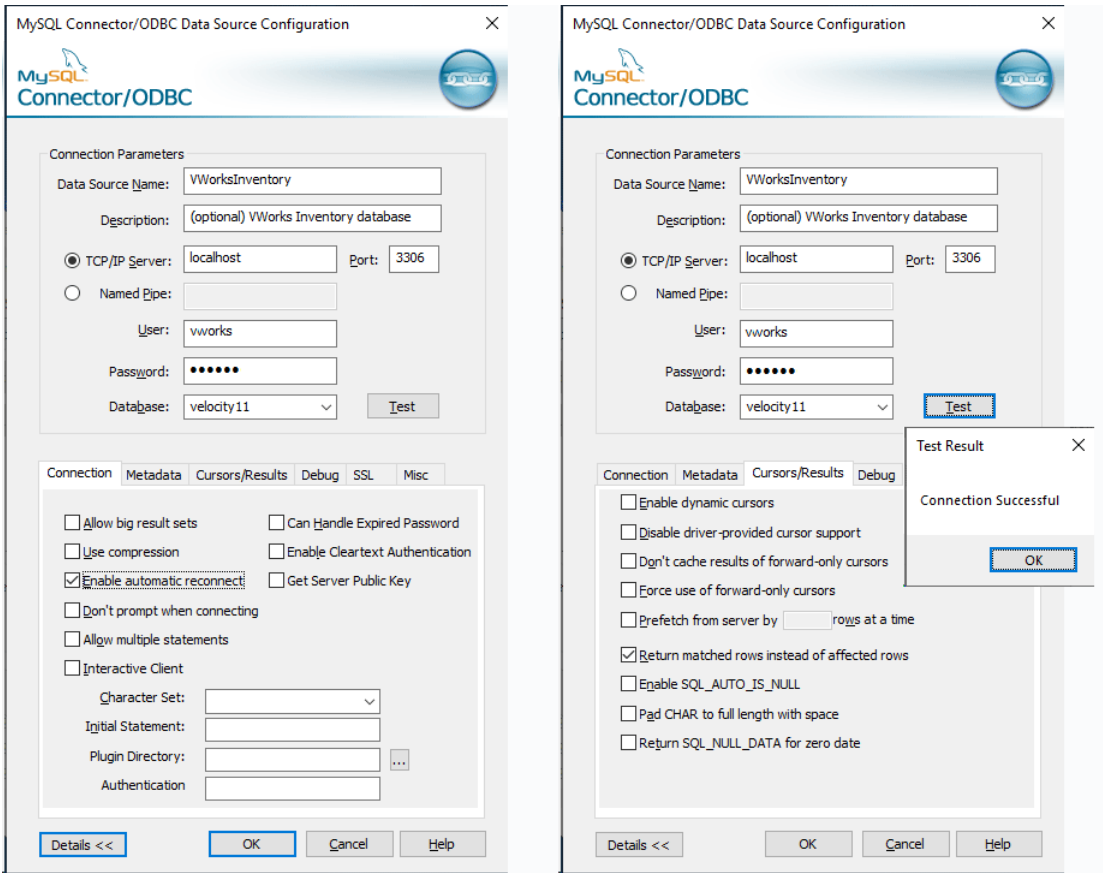 MySQL Connector/ODBC Data Source Configuration
MySQL
Connector/ODBC
Connection Parameters
Data Source Name: VWorksInventory
Description: (optional) VWorks Inventory database
TCP/IP Server: localhost Port: 3306
Named Pipe:
User: vworks
Password: ••••••
Database: velocity11 Test
Connection Metadata Cursors/Results Debug SSL Misc
Allow big result sets Can Handle Expired Password
Use compression Enable Cleartext Authentication
Enable automatic reconnect Get Server Public Key
Don't prompt when connecting
Allow multiple statements
Interactive Client
Character Set:
Initial Statement:
Plugin Directory: ...
Authentication
Details << OK Cancel Help
MySQL Connector/ODBC Data Source Configuration
MySQL
Connector/ODBC
Connection Parameters
Data Source Name: VWorksInventory
Description: (optional) VWorks Inventory database
TCP/IP Server: localhost Port: 3306
Named Pipe:
User: vworks
Password: ••••••
Database: velocity11 Test
Test Result
Connection Successful
OK
Connection Metadata Cursors/Results Debug
Enable dynamic cursors
Disable driver-provided cursor support
Don't cache results of forward-only cursors
Force use of forward-only cursors
Prefetch from server by rows at a time
Return matched rows instead of affected rows
Enable SQL_AUTO_IS_NULL
Pad CHAR to full length with space
Return SQL_NULL_DATA for zero date
Details << OK Cancel Help